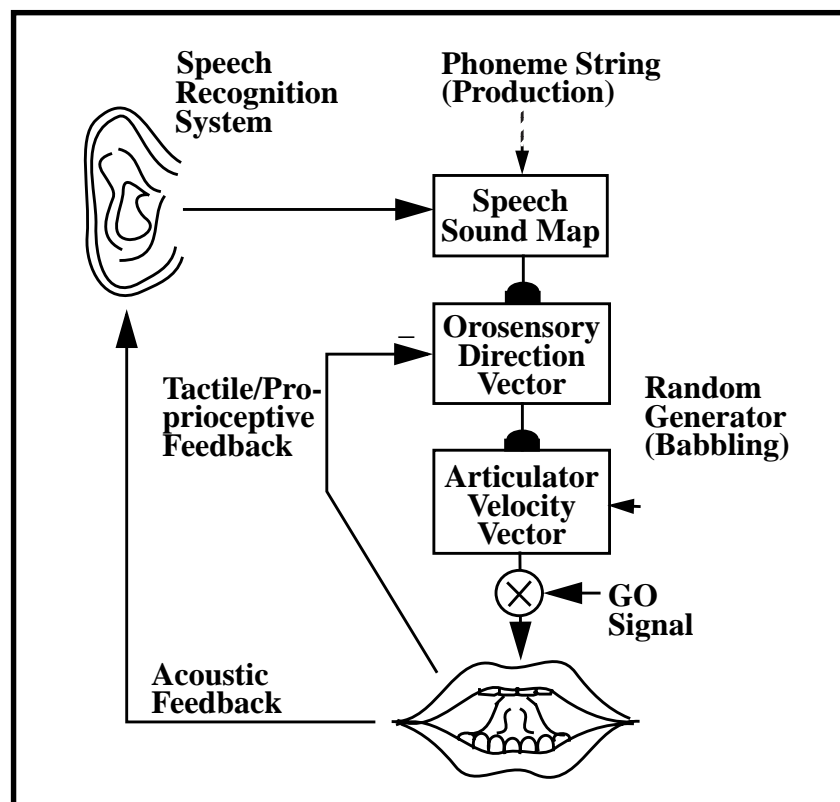 Speech
Recognition
System
Phoneme String
(Production)
Speech
Sound Map
–
Orosensory
Direction
Vector
Tactile/Pro-
prioceptive
Feedback
Random
Generator
(Babbling)
Articulator
Velocity
Vector
GO
Signal
Acoustic
Feedback